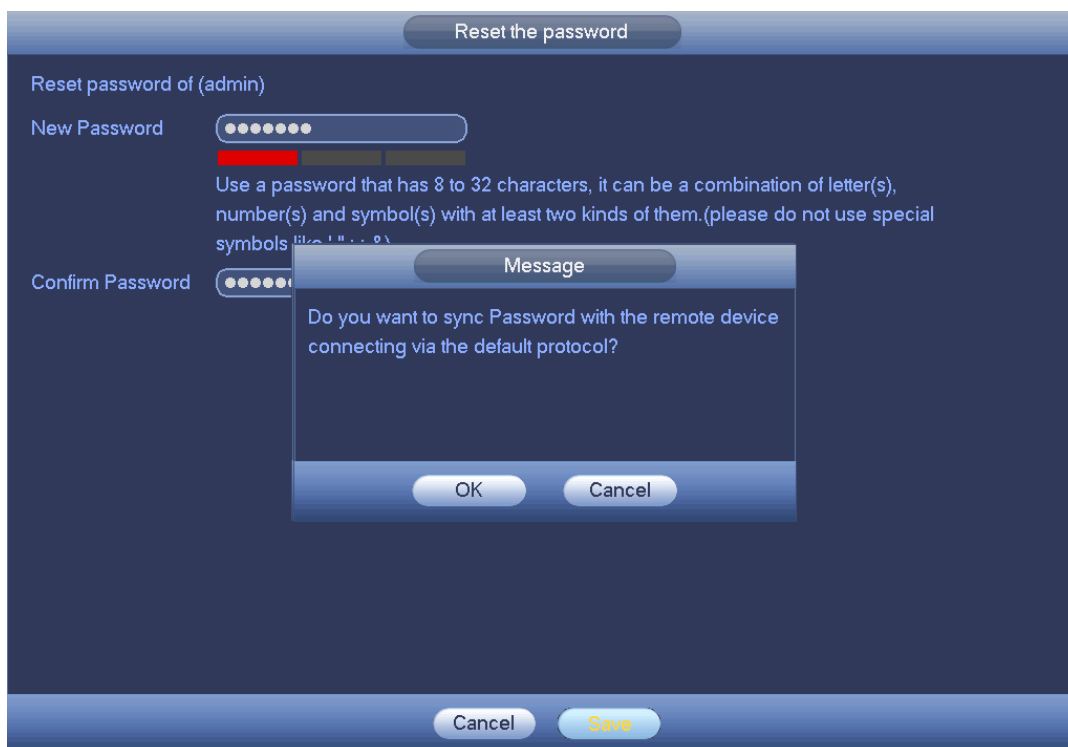 Reset the password
Reset password of (admin)
New Password ●●●●●●●
Use a password that has 8 to 32 characters, it can be a combination of letter(s),
number(s) and symbol(s) with at least two kinds of them.(please do not use special
symbols like ' " ; : &)
Confirm Password
Message
Do you want to sync Password with the remote device
connecting via the default protocol?
OK Cancel
Cancel Save